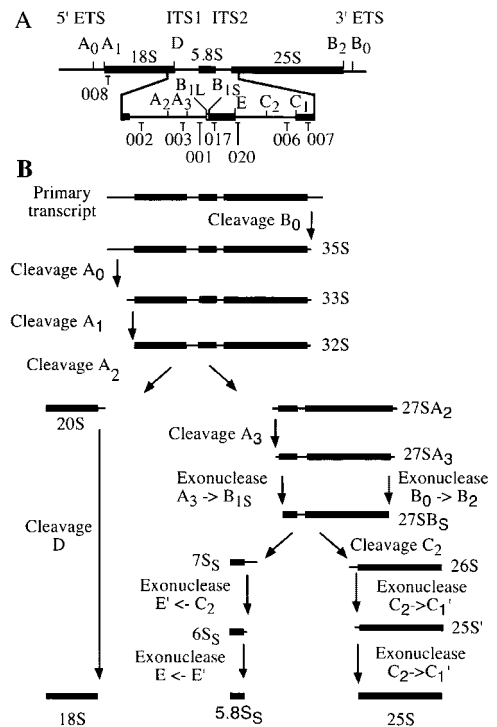 A
5' ETS ITS1 ITS2 3' ETS
A0 A1 18S D 5.8S 25S B2 B0
008
B1L B1S
A2 A3 E C2 C1
002 003 017 006 007
001 020
B
Primary transcript
Cleavage B0
35S
Cleavage A0
33S
Cleavage A1
32S
Cleavage A2
20S
27SA2
Cleavage A3
27SA3
Exonuclease A3 -> B1S
Exonuclease B0 -> B2
27SBS
Cleavage D
Cleavage C2
7SS
26S
Exonuclease E' <- C2
Exonuclease C2->C1'
6SS
25S'
Exonuclease E <- E'
Exonuclease C2->C1'
18S
5.8SS
25S